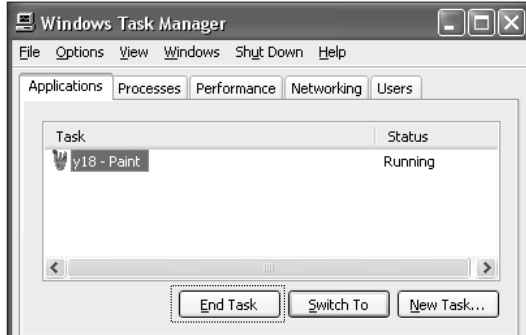 Windows Task Manager
File Options View Windows Shut Down Help
Applications Processes Performance Networking Users
Task Status
y18 - Paint Running
End Task Switch To New Task...